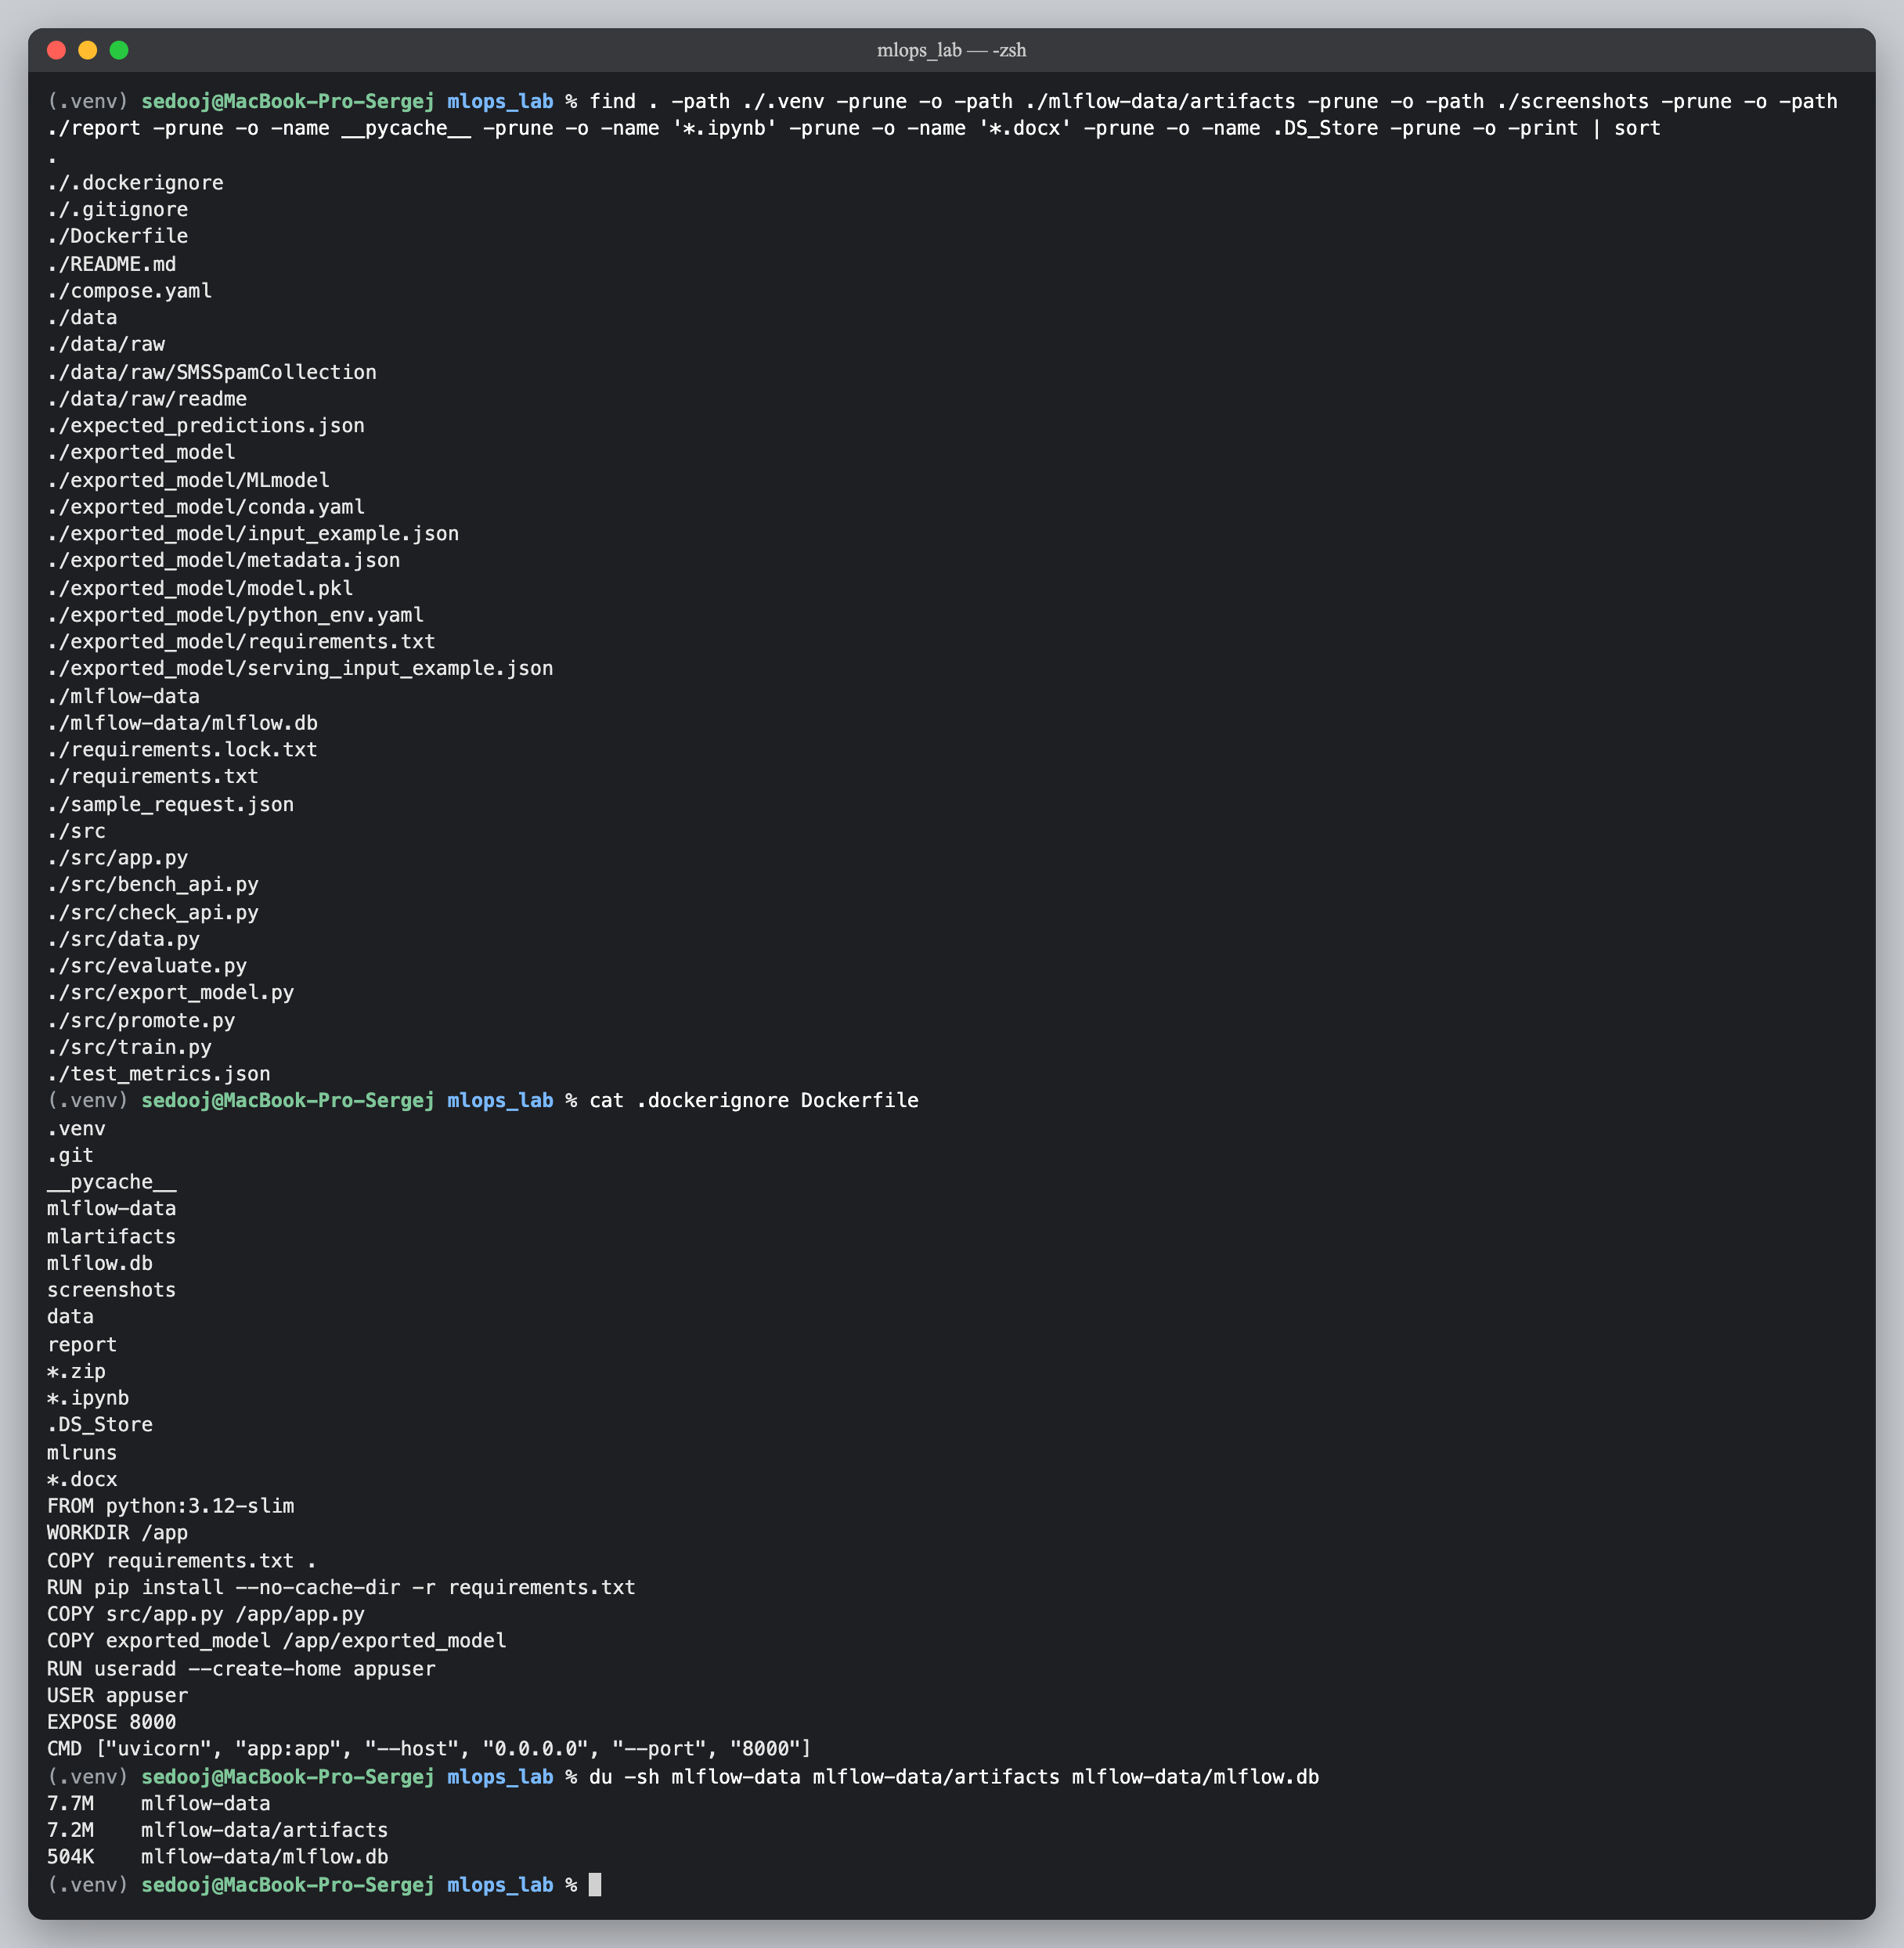 mlops_lab — -zsh
(.venv) sedooj@MacBook-Pro-Sergej mlops_lab % find . -path ./.venv -prune -o -path ./mlflow-data/artifacts -prune -o -path ./screenshots -prune -o -path
./report -prune -o -name __pycache__ -prune -o -name '*.ipynb' -prune -o -name '*.docx' -prune -o -name .DS_Store -prune -o -print | sort
.
./.dockerignore
./.gitignore
./Dockerfile
./README.md
./compose.yaml
./data
./data/raw
./data/raw/SMSSpamCollection
./data/raw/readme
./expected_predictions.json
./exported_model
./exported_model/MLmodel
./exported_model/conda.yaml
./exported_model/input_example.json
./exported_model/metadata.json
./exported_model/model.pkl
./exported_model/python_env.yaml
./exported_model/requirements.txt
./exported_model/serving_input_example.json
./mlflow-data
./mlflow-data/mlflow.db
./requirements.lock.txt
./requirements.txt
./sample_request.json
./src
./src/app.py
./src/bench_api.py
./src/check_api.py
./src/data.py
./src/evaluate.py
./src/export_model.py
./src/promote.py
./src/train.py
./test_metrics.json
(.venv) sedooj@MacBook-Pro-Sergej mlops_lab % cat .dockerignore Dockerfile
.venv
.git
__pycache__
mlflow-data
mlartifacts
mlflow.db
screenshots
data
report
*.zip
*.ipynb
.DS_Store
mlruns
*.docx
FROM python:3.12-slim
WORKDIR /app
COPY requirements.txt .
RUN pip install --no-cache-dir -r requirements.txt
COPY src/app.py /app/app.py
COPY exported_model /app/exported_model
RUN useradd --create-home appuser
USER appuser
EXPOSE 8000
CMD ["uvicorn", "app:app", "--host", "0.0.0.0", "--port", "8000"]
(.venv) sedooj@MacBook-Pro-Sergej mlops_lab % du -sh mlflow-data mlflow-data/artifacts mlflow-data/mlflow.db
7.7M    mlflow-data
7.2M    mlflow-data/artifacts
504K    mlflow-data/mlflow.db
(.venv) sedooj@MacBook-Pro-Sergej mlops_lab %